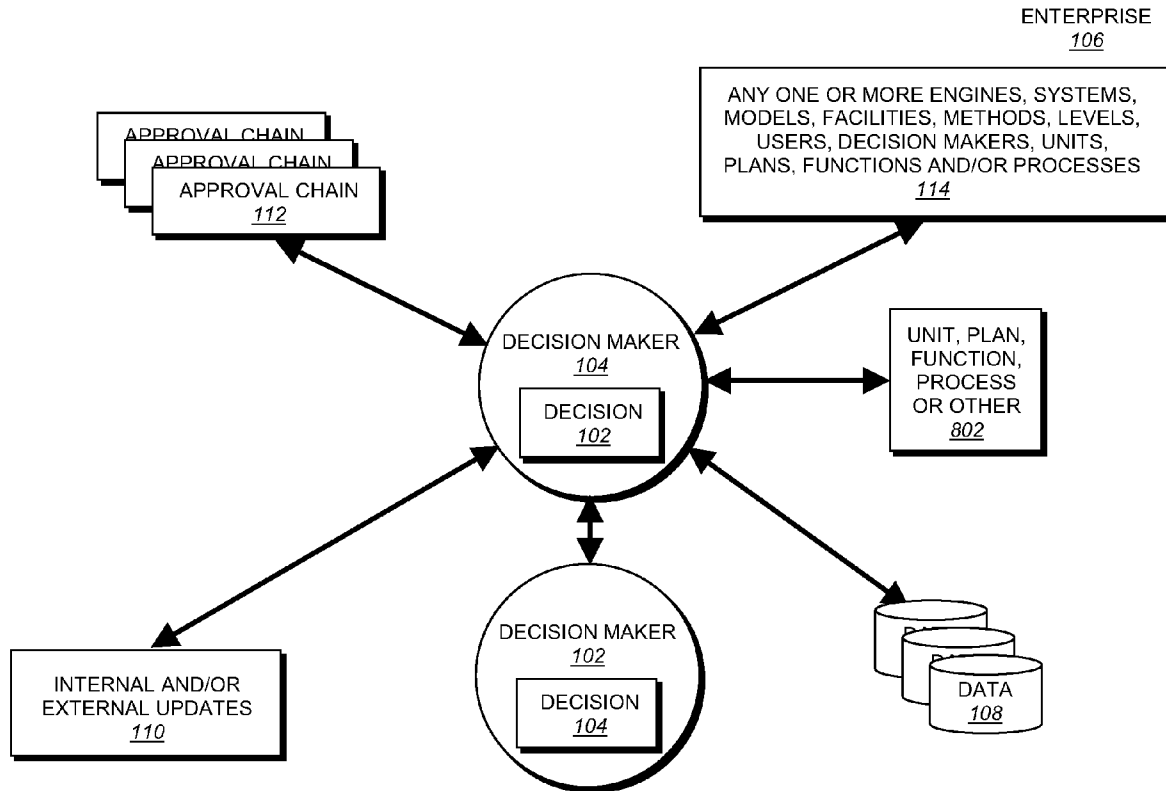 ENTERPRISE
106
APPROVAL CHAIN
APPROVAL CHAIN
APPROVAL CHAIN
112
ANY ONE OR MORE ENGINES, SYSTEMS,
MODELS, FACILITIES, METHODS, LEVELS,
USERS, DECISION MAKERS, UNITS,
PLANS, FUNCTIONS AND/OR PROCESSES
114
DECISION MAKER
104
DECISION
102
UNIT, PLAN,
FUNCTION,
PROCESS
OR OTHER
802
DECISION MAKER
102
DECISION
104
INTERNAL AND/OR
EXTERNAL UPDATES
110
DATA
108